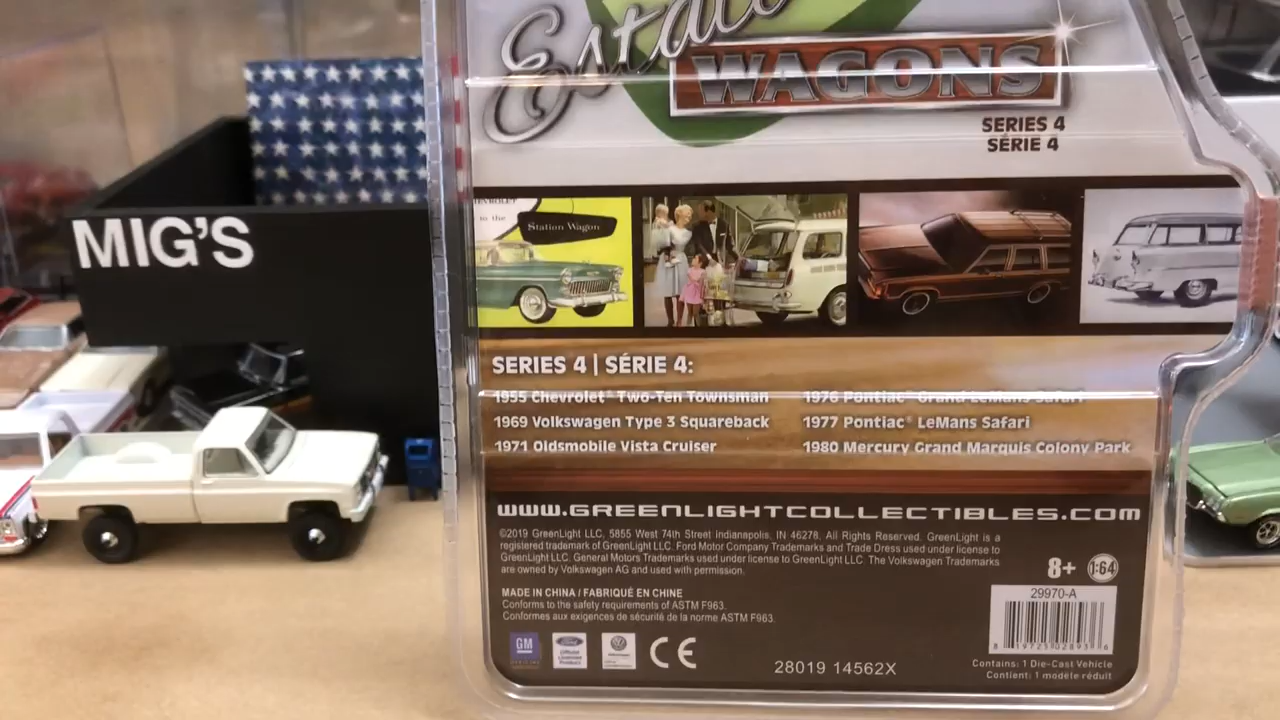 Estate
WAGONS
SERIES 4
SÉRIE 4
MIG'S
to the
Station Wagon
SERIES 4 | SÉRIE 4:
1955 Chevrolet® Two-Ten Townsman
1969 Volkswagen Type 3 Squareback
1971 Oldsmobile Vista Cruiser
1976 Pontiac® Grand LeMans Safari
1977 Pontiac® LeMans Safari
1980 Mercury Grand Marquis Colony Park
WWW.GREENLIGHTCOLLECTIBLES.COM
©2019 GreenLight LLC, 5855 West 74th Street Indianapolis, IN 46278. All Rights Reserved. GreenLight is a
registered trademark of GreenLight LLC. Ford Motor Company Trademarks and Trade Dress used under license to
GreenLight LLC. General Motors Trademarks used under license to GreenLight LLC. The Volkswagen Trademarks
are owned by Volkswagen AG and used with permission.
8+ 1:64
MADE IN CHINA / FABRIQUÉ EN CHINE
Conforms to the safety requirements of ASTM F963.
Conformes aux exigences de sécurité de la norme ASTM F963.
29970-A
GM
Ford
Official
Licensed
Product
CE
28019 14562X
Contains: 1 Die-Cast Vehicle
Contient: 1 modèle réduit